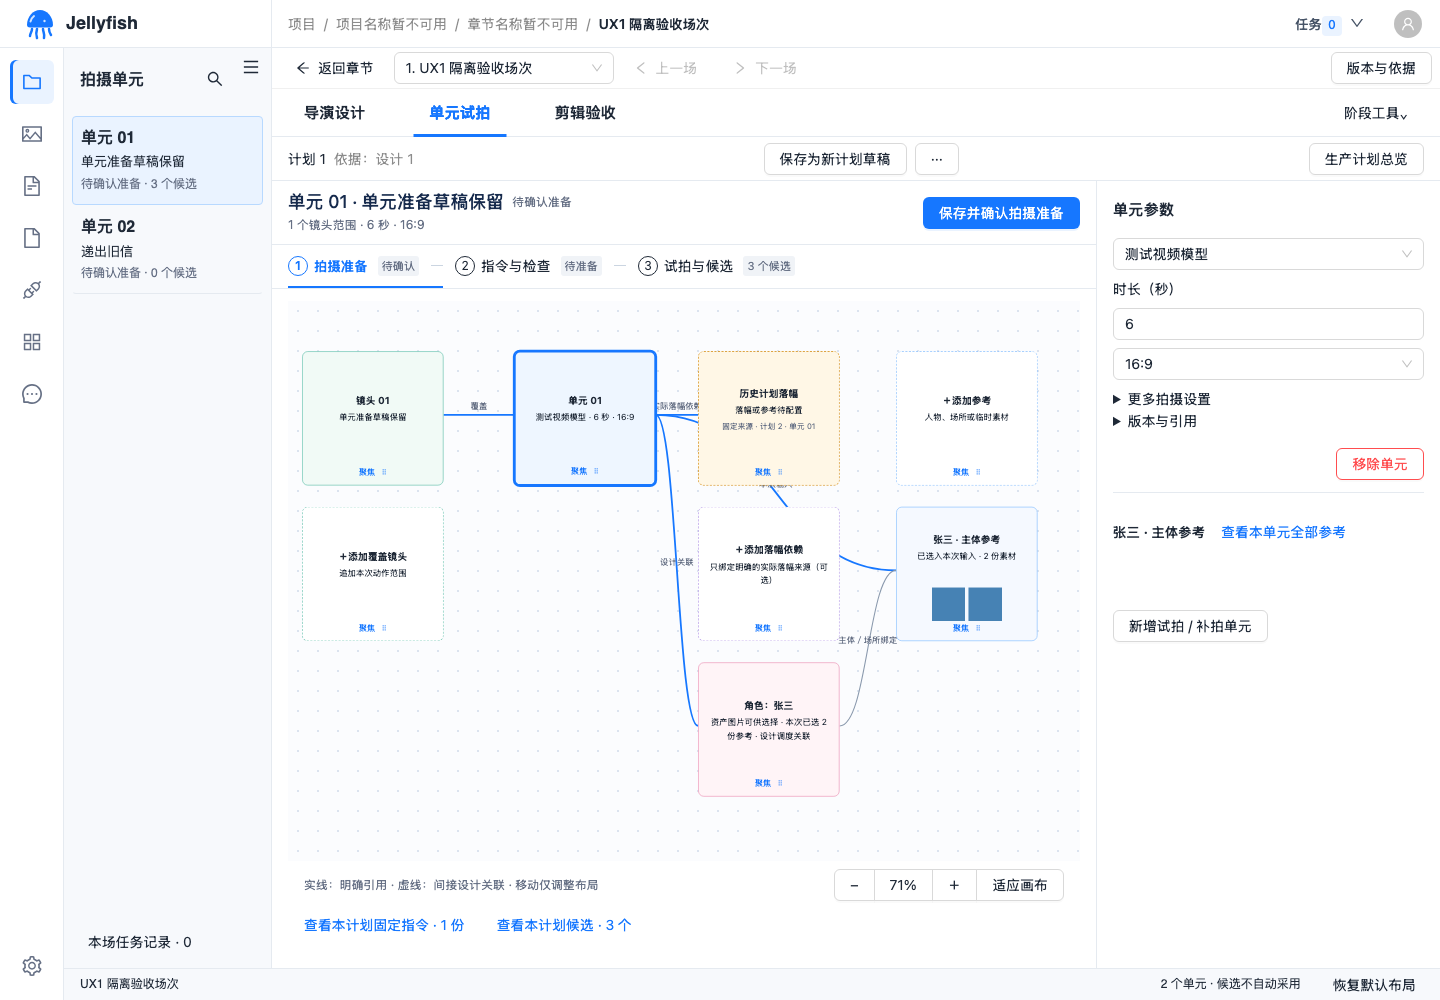 Jellyfish
项目 / 项目名称暂不可用 / 章节名称暂不可用 / UX1 隔离验收场次
任务 0
拍摄单元
返回章节
1. UX1 隔离验收场次
上一场
下一场
版本与依据
导演设计
单元试拍
剪辑验收
阶段工具
计划 1 依据：设计 1
保存为新计划草稿
...
生产计划总览
单元 01
单元准备草稿保留
待确认准备 · 3 个候选
单元 02
递出旧信
待确认准备 · 0 个候选
单元 01 · 单元准备草稿保留 待确认准备
1 个镜头范围 · 6 秒 · 16:9
保存并确认拍摄准备
1 拍摄准备 待确认
2 指令与检查 待准备
3 试拍与候选 3 个候选
镜头 01
单元准备草稿保留
聚焦
覆盖
单元 01
测试视频模型 · 6 秒 · 16:9
聚焦
际落幅依赖
历史计划落幅
落幅或参考待配置
固定来源 · 计划 2 · 单元 01
聚焦
＋添加参考
人物、场所或临时素材
聚焦
＋添加覆盖镜头
追加本次动作范围
聚焦
设计关联
＋添加落幅依赖
只绑定明确的实际落幅来源（可
选）
聚焦
张三 · 主体参考
已选入本次输入 · 2 份素材
聚焦
主体 / 场所绑定
角色：张三
资产图片可供选择 · 本次已选 2
份参考 · 设计调度关联
聚焦
实线：明确引用 · 虚线：间接设计关联 · 移动仅调整布局
− 71% + 适应画布
查看本计划固定指令 · 1 份
查看本计划候选 · 3 个
单元参数
测试视频模型
时长（秒）
6
16:9
更多拍摄设置
版本与引用
移除单元
张三 · 主体参考 查看本单元全部参考
新增试拍 / 补拍单元
本场任务记录 · 0
UX1 隔离验收场次
2 个单元 · 候选不自动采用
恢复默认布局